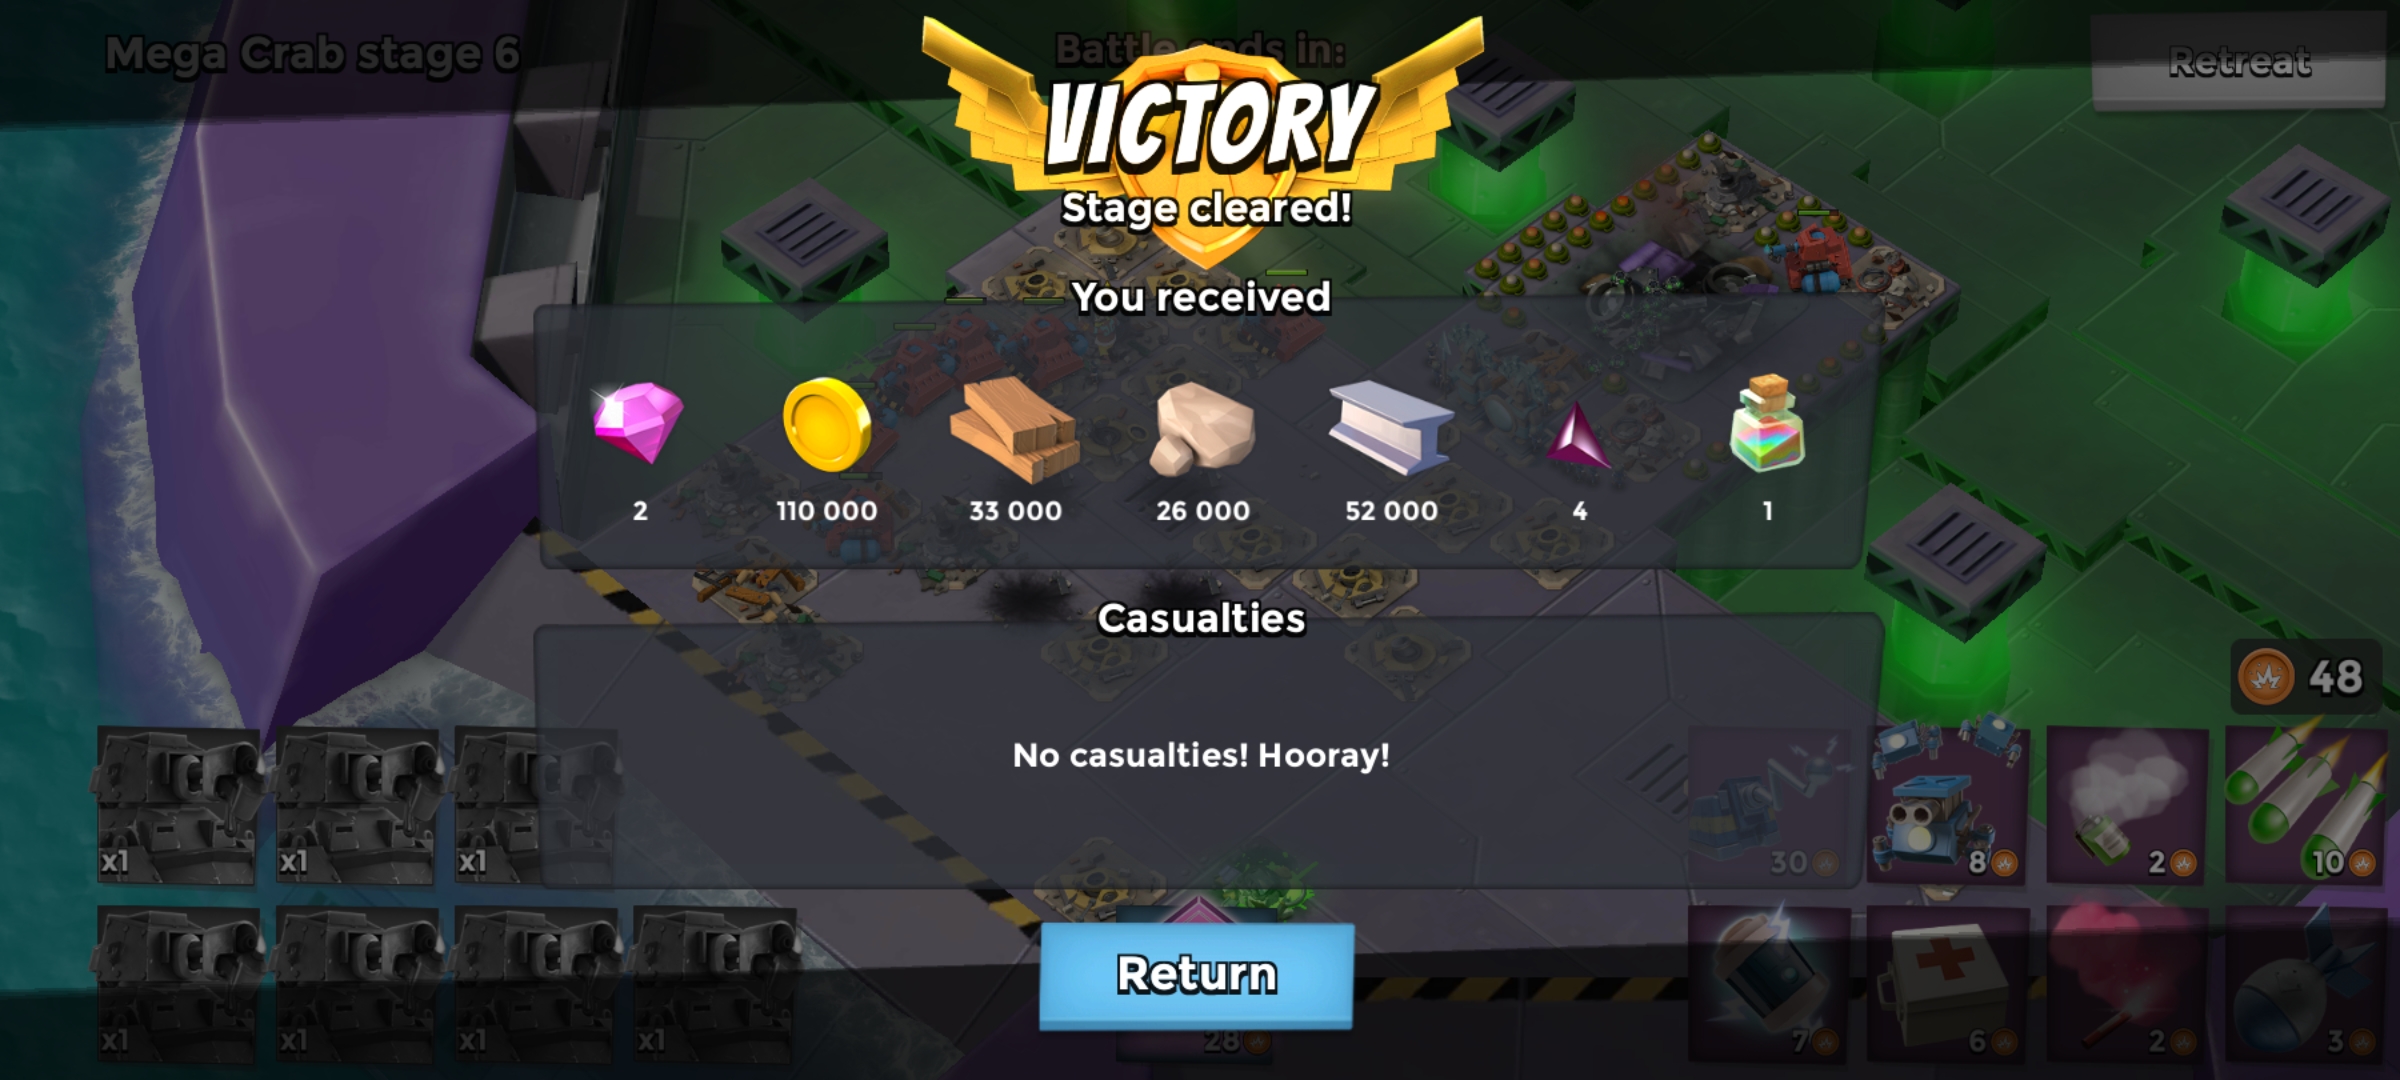 Mega Crab stage 6
Battle ends in:
Retreat
VICTORY
Stage cleared!
You received
2
110 000
33 000
26 000
52 000
4
1
Casualties
No casualties! Hooray!
48
x1
x1
x1
30
8
2
10
Return
x1
x1
x1
x1
28
7
6
2
3